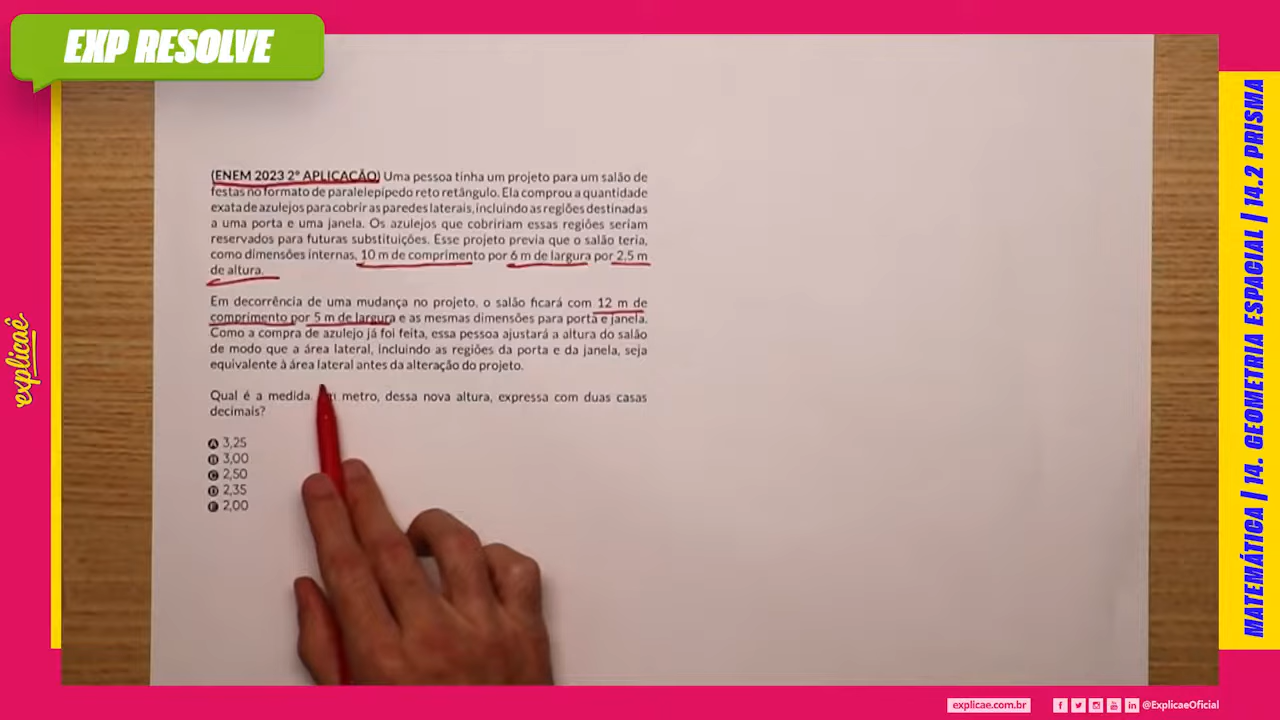 EXP RESOLVE
(ENEM 2023 2ª APLICAÇÃO) Uma pessoa tinha um projeto para um salão de
festas no formato de paralelepípedo reto retângulo. Ela comprou a quantidade
exata de azulejos para cobrir as paredes laterais, incluindo as regiões destinadas
a uma porta e uma janela. Os azulejos que cobririam essas regiões seriam
reservados para futuras substituições. Esse projeto previa que o salão teria,
como dimensões internas, 10 m de comprimento por 6 m de largura por 2,5 m
de altura.
Em decorrência de uma mudança no projeto, o salão ficará com 12 m de
comprimento por 5 m de largura e as mesmas dimensões para porta e janela.
Como a compra de azulejo já foi feita, essa pessoa ajustará a altura do salão
de modo que a área lateral, incluindo as regiões da porta e da janela, seja
equivalente à área lateral antes da alteração do projeto.
Qual é a medida, metro, dessa nova altura, expressa com duas casas
decimais?
A 3,25
B 3,00
C 2,50
D 2,35
E 2,00
explicaê
MATEMÁTICA | 14. GEOMETRIA ESPACIAL | 14.2 PRISMA
explicae.com.br
@ExplicaeOficial